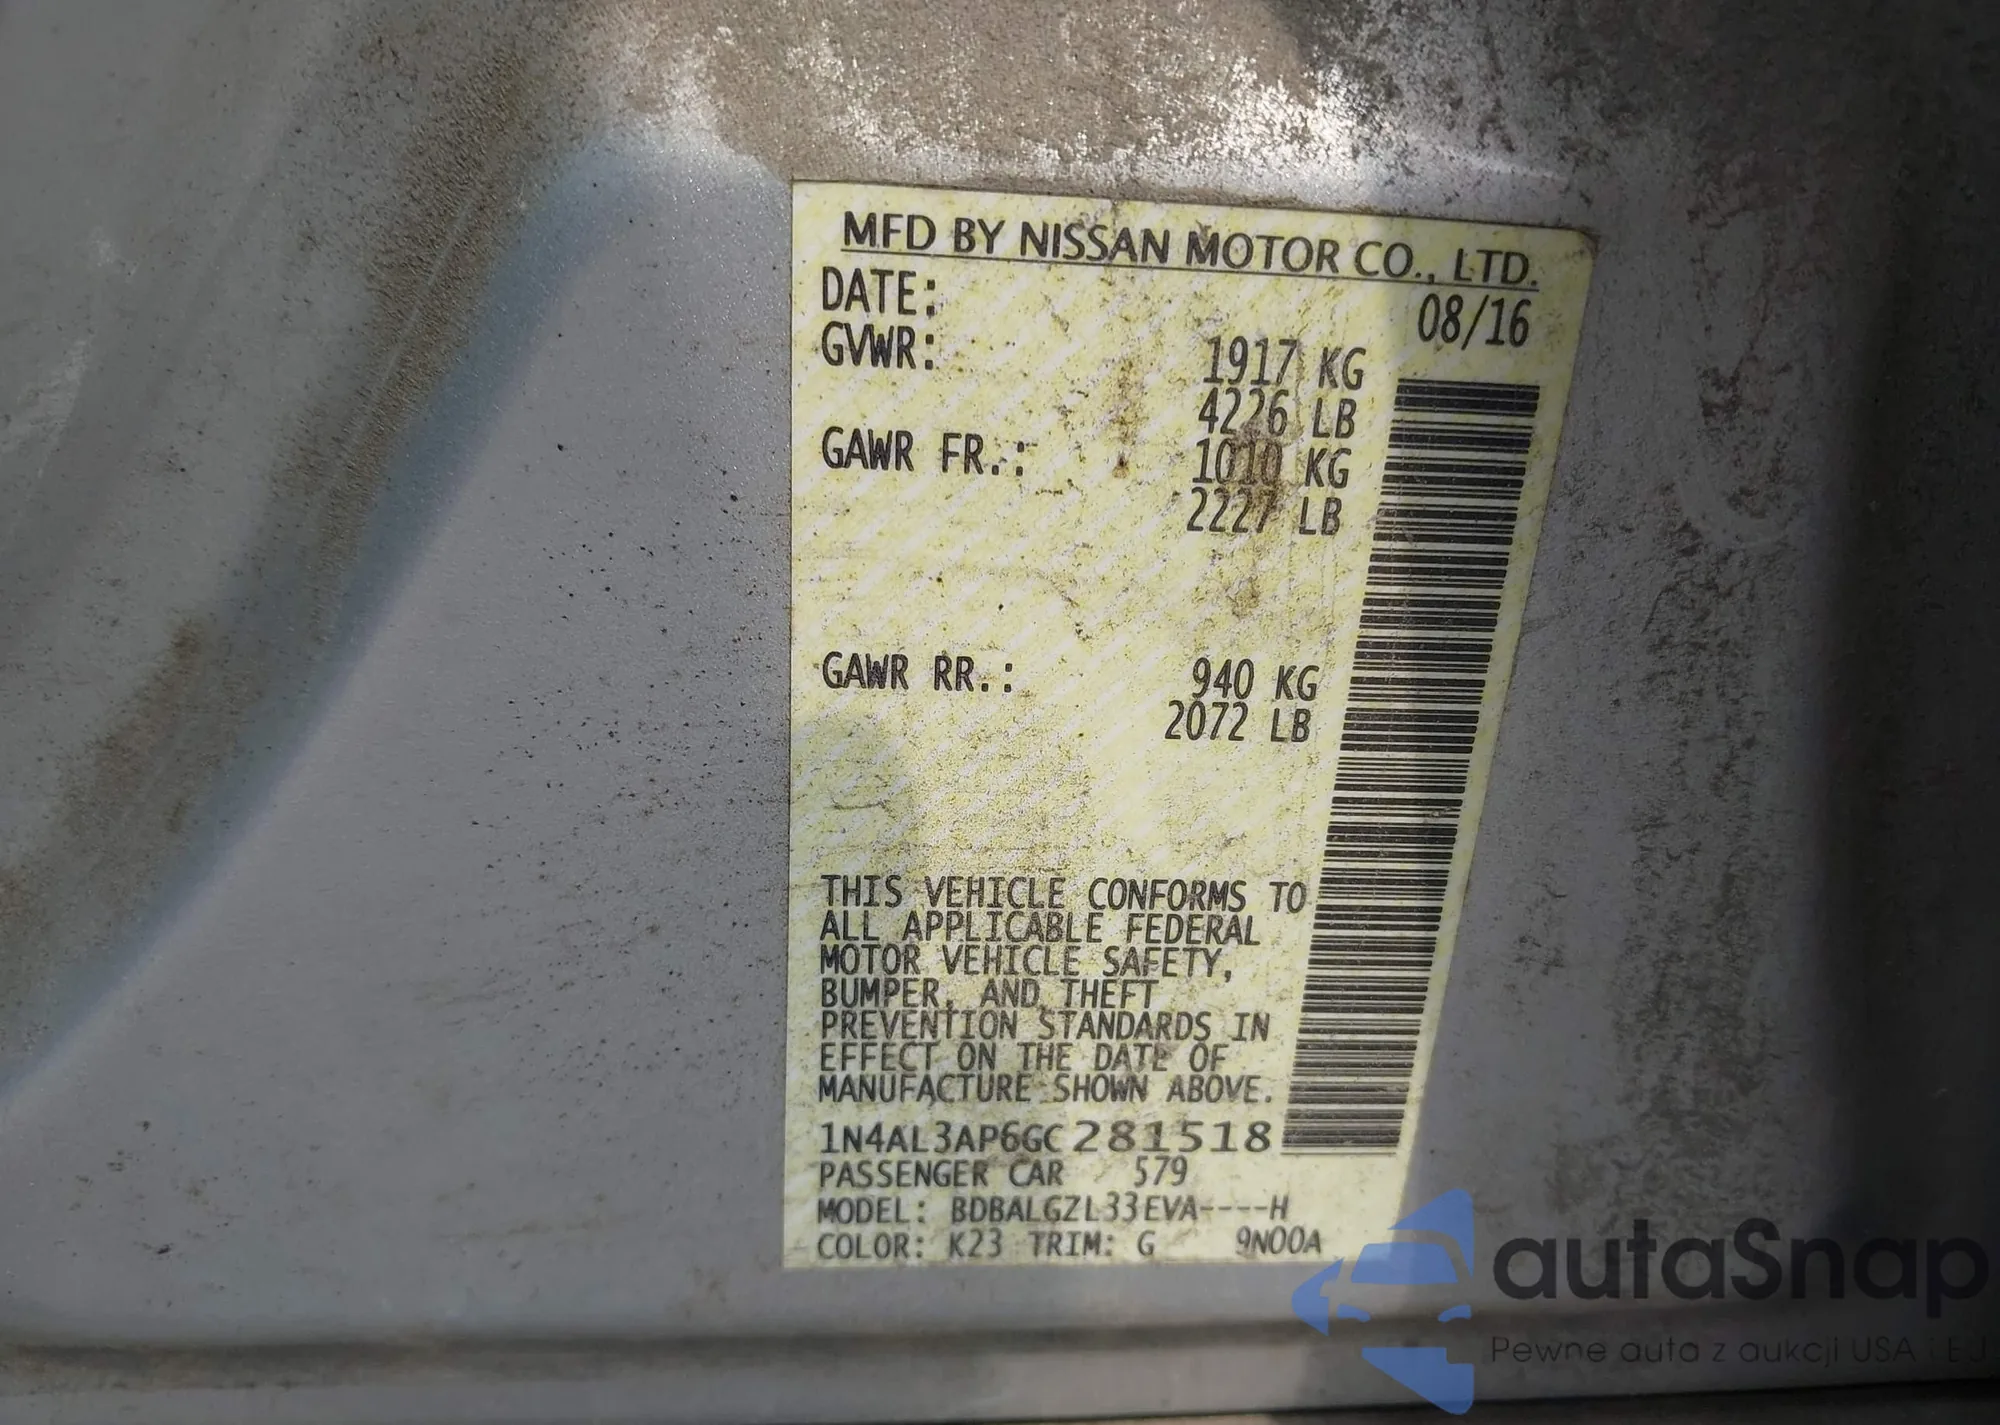 MFD BY NISSAN MOTOR CO., LTD.
DATE: 08/16
GVWR: 1917 KG
4226 LB
GAWR FR.: 1010 KG
2227 LB
GAWR RR.: 940 KG
2072 LB
THIS VEHICLE CONFORMS TO
ALL APPLICABLE FEDERAL
MOTOR VEHICLE SAFETY,
BUMPER, AND THEFT
PREVENTION STANDARDS IN
EFFECT ON THE DATE OF
MANUFACTURE SHOWN ABOVE.
1N4AL3AP6GC281518
PASSENGER CAR 579
MODEL: BDBALGZL33EVA----H
COLOR: K23 TRIM: G 9N00A
autaSnap
Pewne auta z aukcji USA i EU